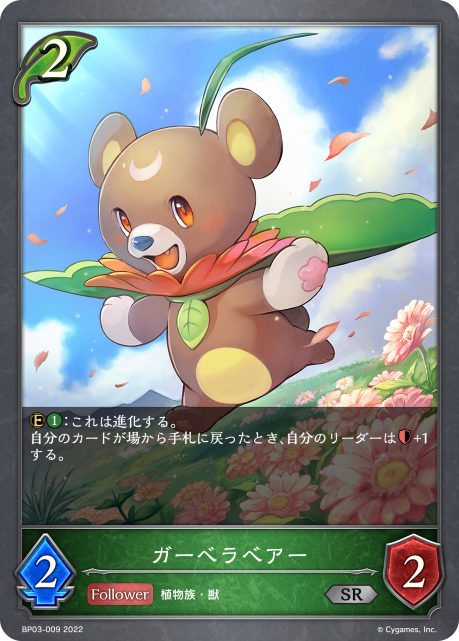 2
E 1:これは進化する。
自分のカードが場から手札に戻ったとき、自分のリーダーは+1
する。
ガーベラベアー
2
Follower 植物族・獣
SR
2
BP03-009 2022
© Cygames, Inc.